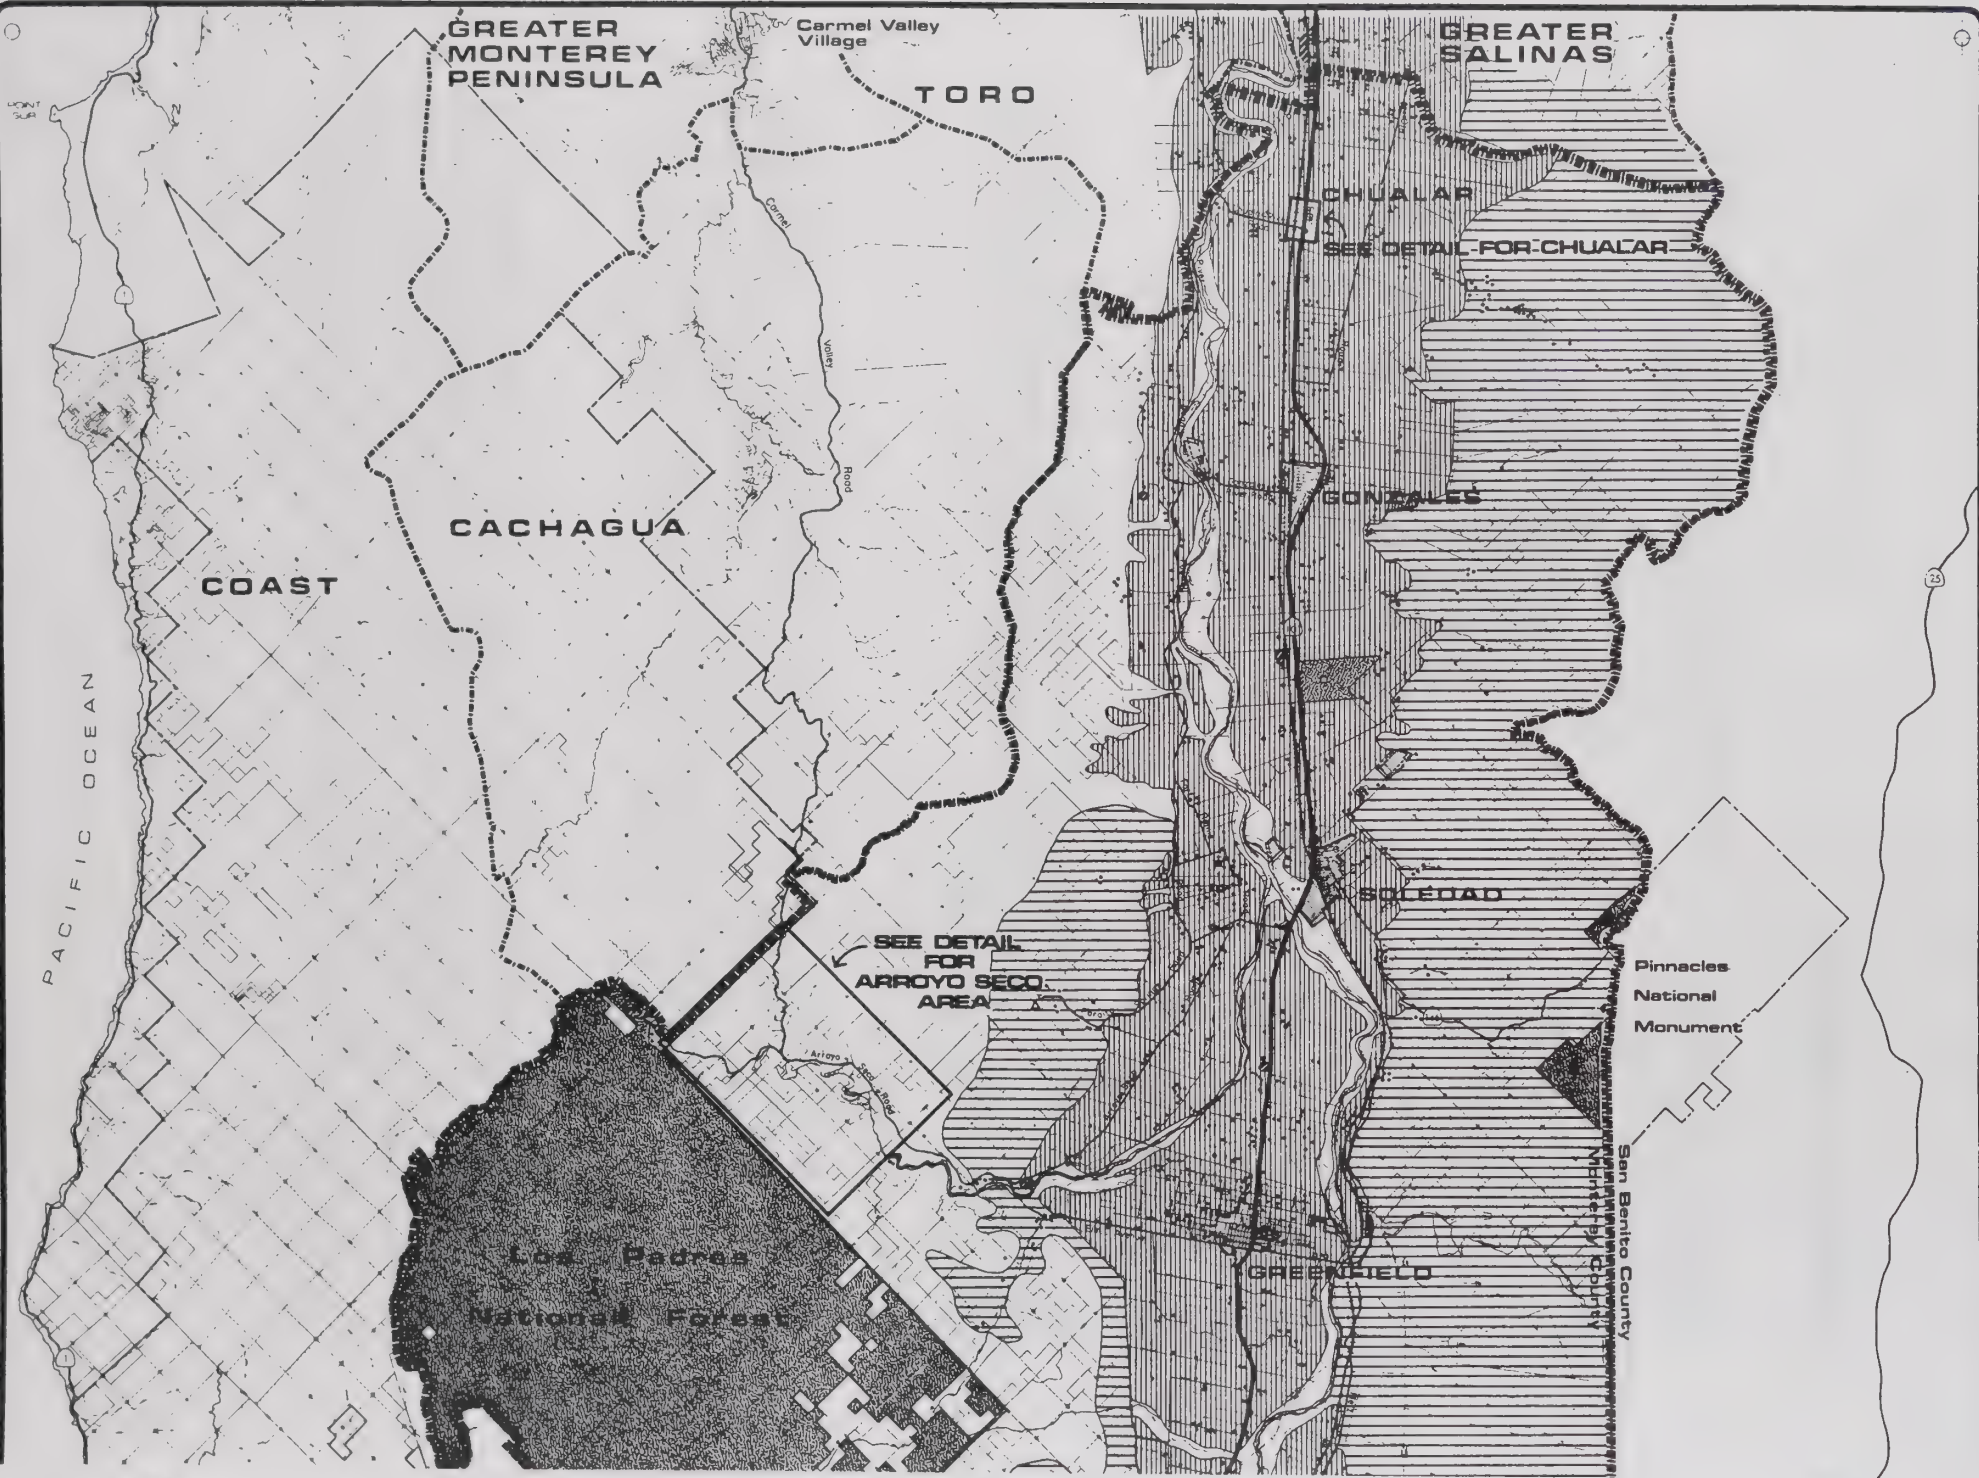 GREATER
MONTEREY
PENINSULA
Carmel Valley
Village
TORO
GREATER
SALINAS
POINT
SUR
Carmel
Valley
Road
CHUALAR
SEE DETAIL FOR CHUALAR
GONZALES
CACHAGUA
COAST
PACIFIC OCEAN
25
SOLEDAD
SEE DETAIL
FOR
ARROYO SECO
AREA
Pinnacles
National
Monument
146
Arroyo Seco Road
San Benito County
Monterey County
Los Padres
National Forest
GREENFIELD
1
1